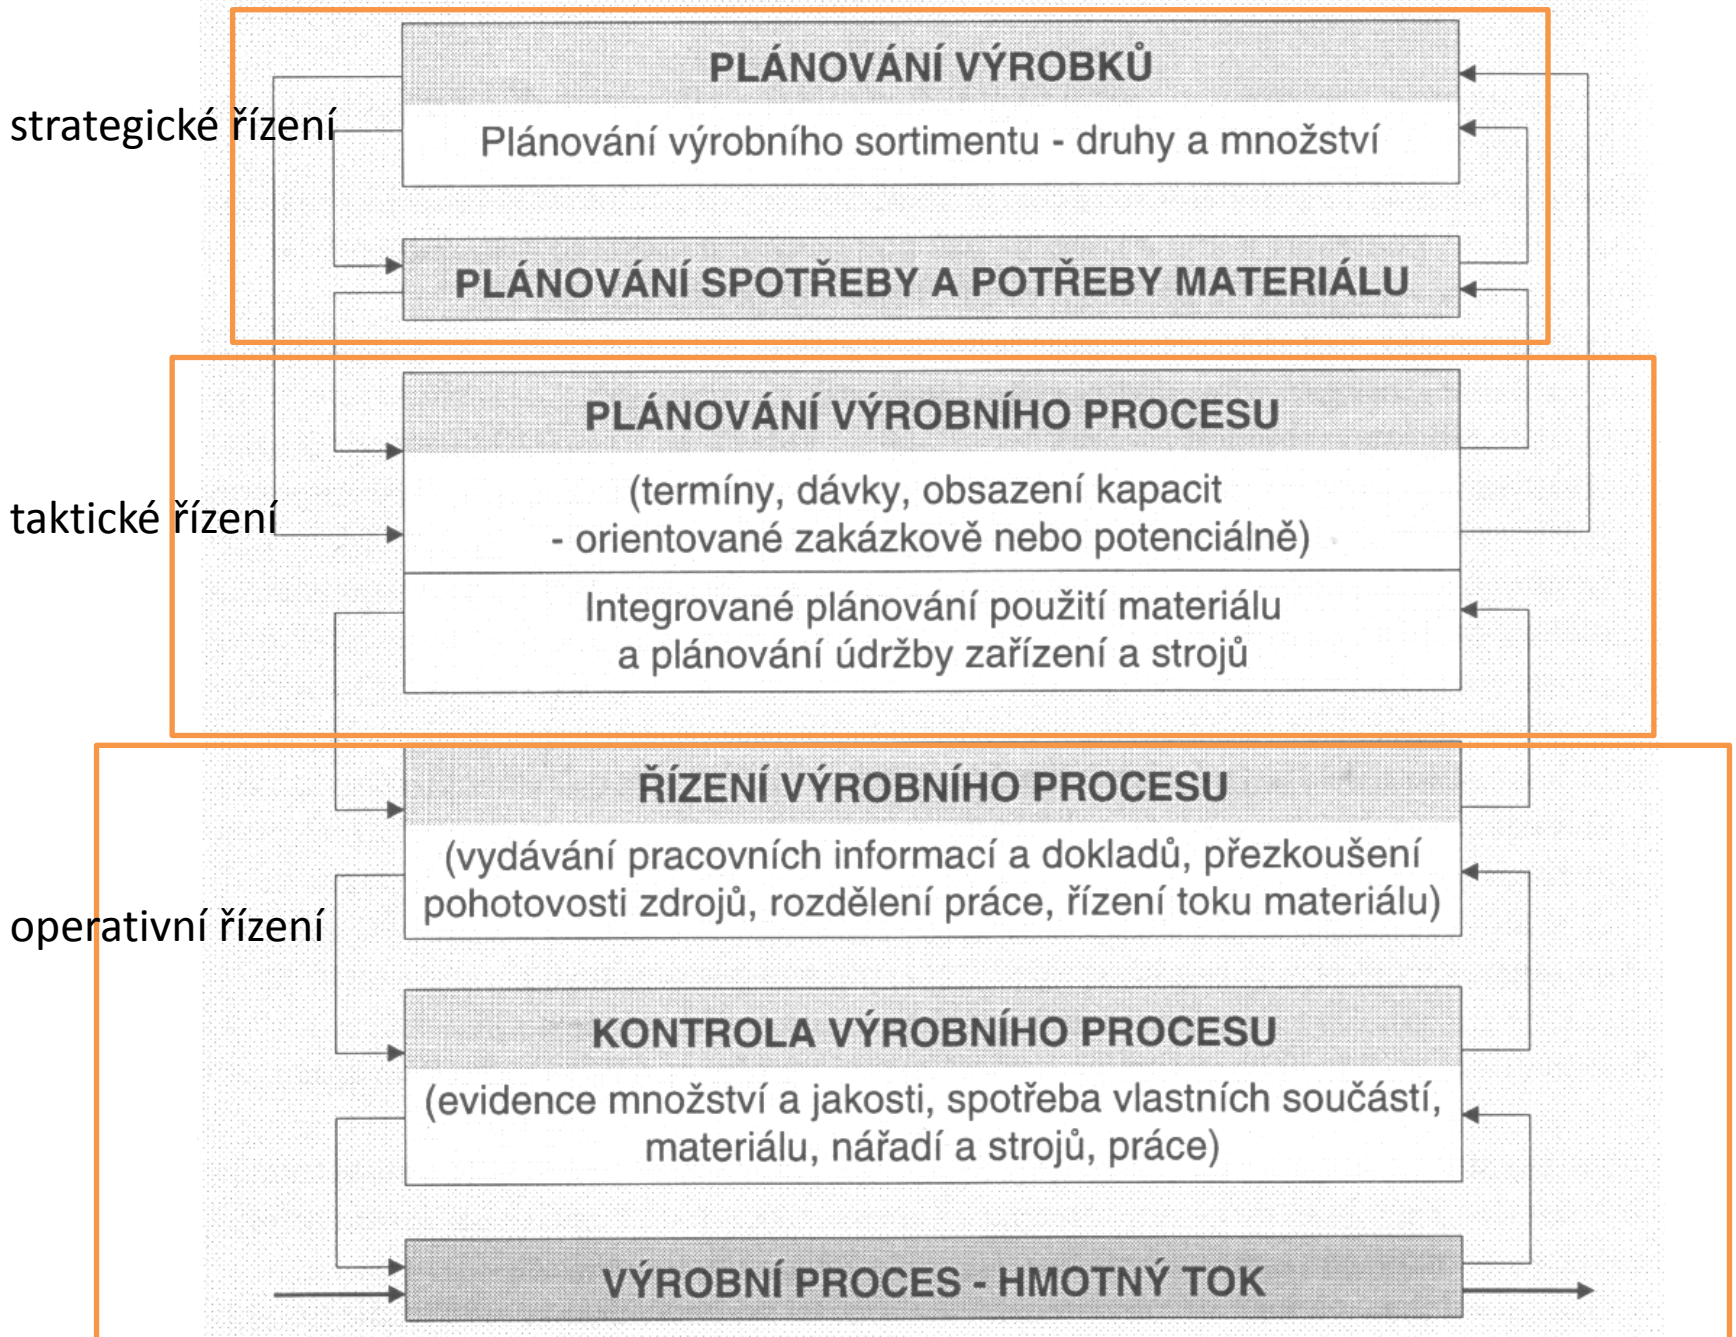 PLÁNOVÁNÍ VÝROBKŮ
strategické řízení
Plánování výrobního sortimentu - druhy a množství
PLÁNOVÁNÍ SPOTŘEBY A POTŘEBY MATERIÁLU
PLÁNOVÁNÍ VÝROBNÍHO PROCESU
(termíny, dávky, obsazení kapacit
taktické řízení
- orientované zakázkově nebo potenciálně)
Integrované plánování použití materiálu
a plánování údržby zařízení a strojů
ŘÍZENÍ VÝROBNÍHO PROCESU
(vydávání pracovních informací a dokladů, přezkoušení
pohotovosti zdrojů, rozdělení práce, řízení toku materiálu)
operativní řízení
KONTROLA VÝROBNÍHO PROCESU
(evidence množství a jakosti, spotřeba vlastních součástí,
materiálu, nářadí a strojů, práce)
VÝROBNÍ PROCES - HMOTNÝ TOK